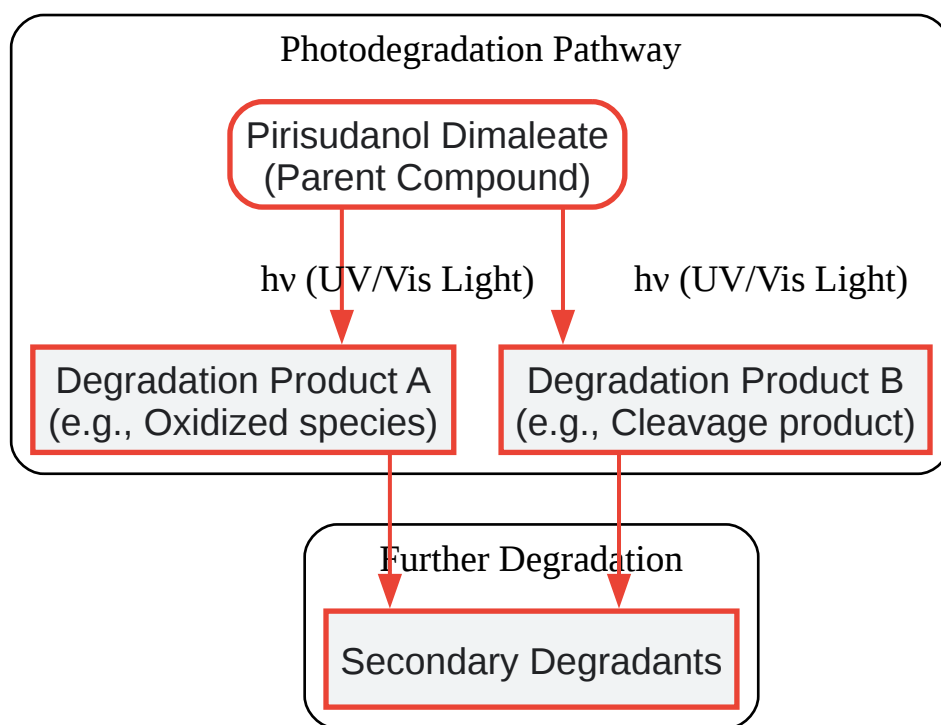 Photodegradation Pathway
Pirisudanol Dimaleate
(Parent Compound)
hν (UV/Vis Light)
hν (UV/Vis Light)
Degradation Product A
(e.g., Oxidized species)
Degradation Product B
(e.g., Cleavage product)
Further Degradation
Secondary Degradants